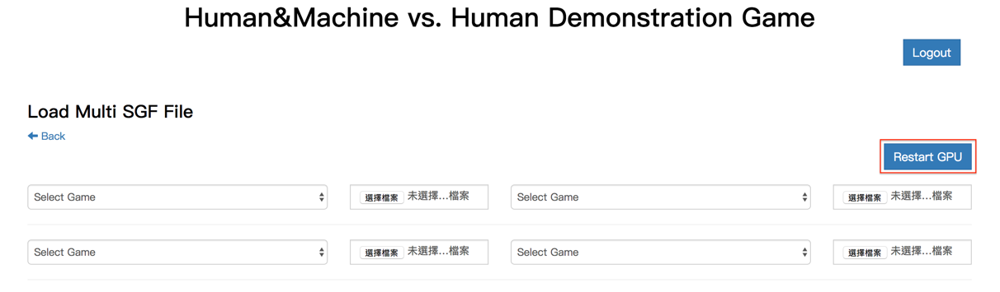 Human&Machine vs. Human Demonstration Game
Logout
Load Multi SGF File
Back
Restart GPU
Select Game 選擇檔案 未選擇...檔案 Select Game 選擇檔案 未選擇...檔案
Select Game 選擇檔案 未選擇...檔案 Select Game 選擇檔案 未選擇...檔案